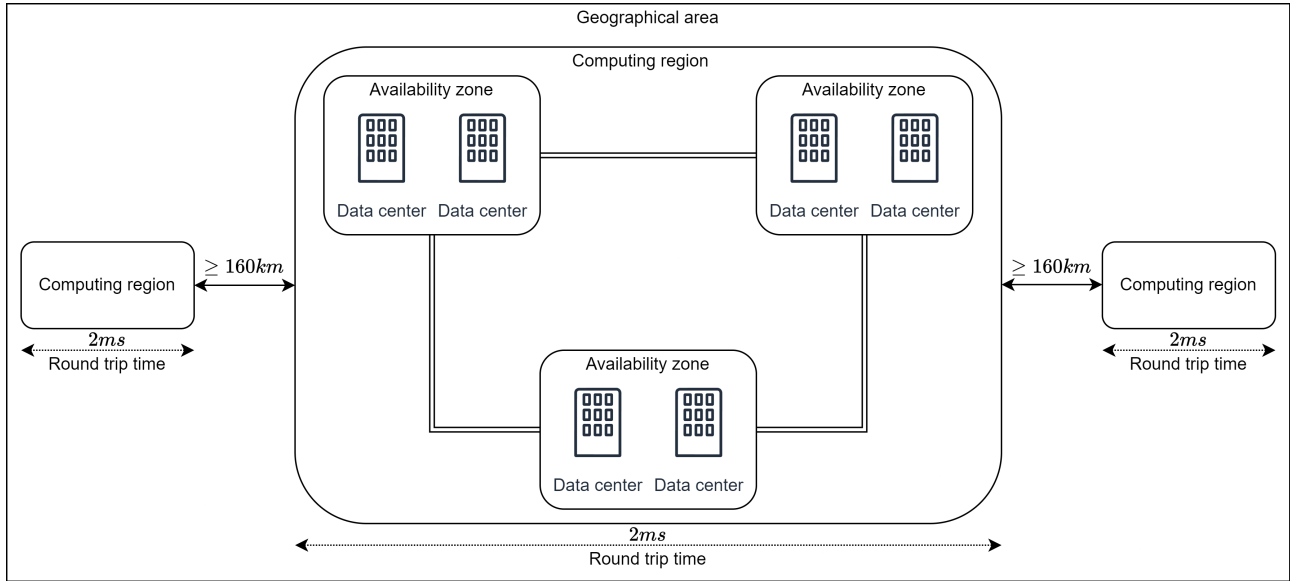 Geographical area
Computing region
Availability zone
Availability zone
Data center
Data center
Data center
Data center
≥ 160km
≥ 160km
Computing region
Computing region
2ms
Round trip time
2ms
Round trip time
Availability zone
Data center
Data center
2ms
Round trip time